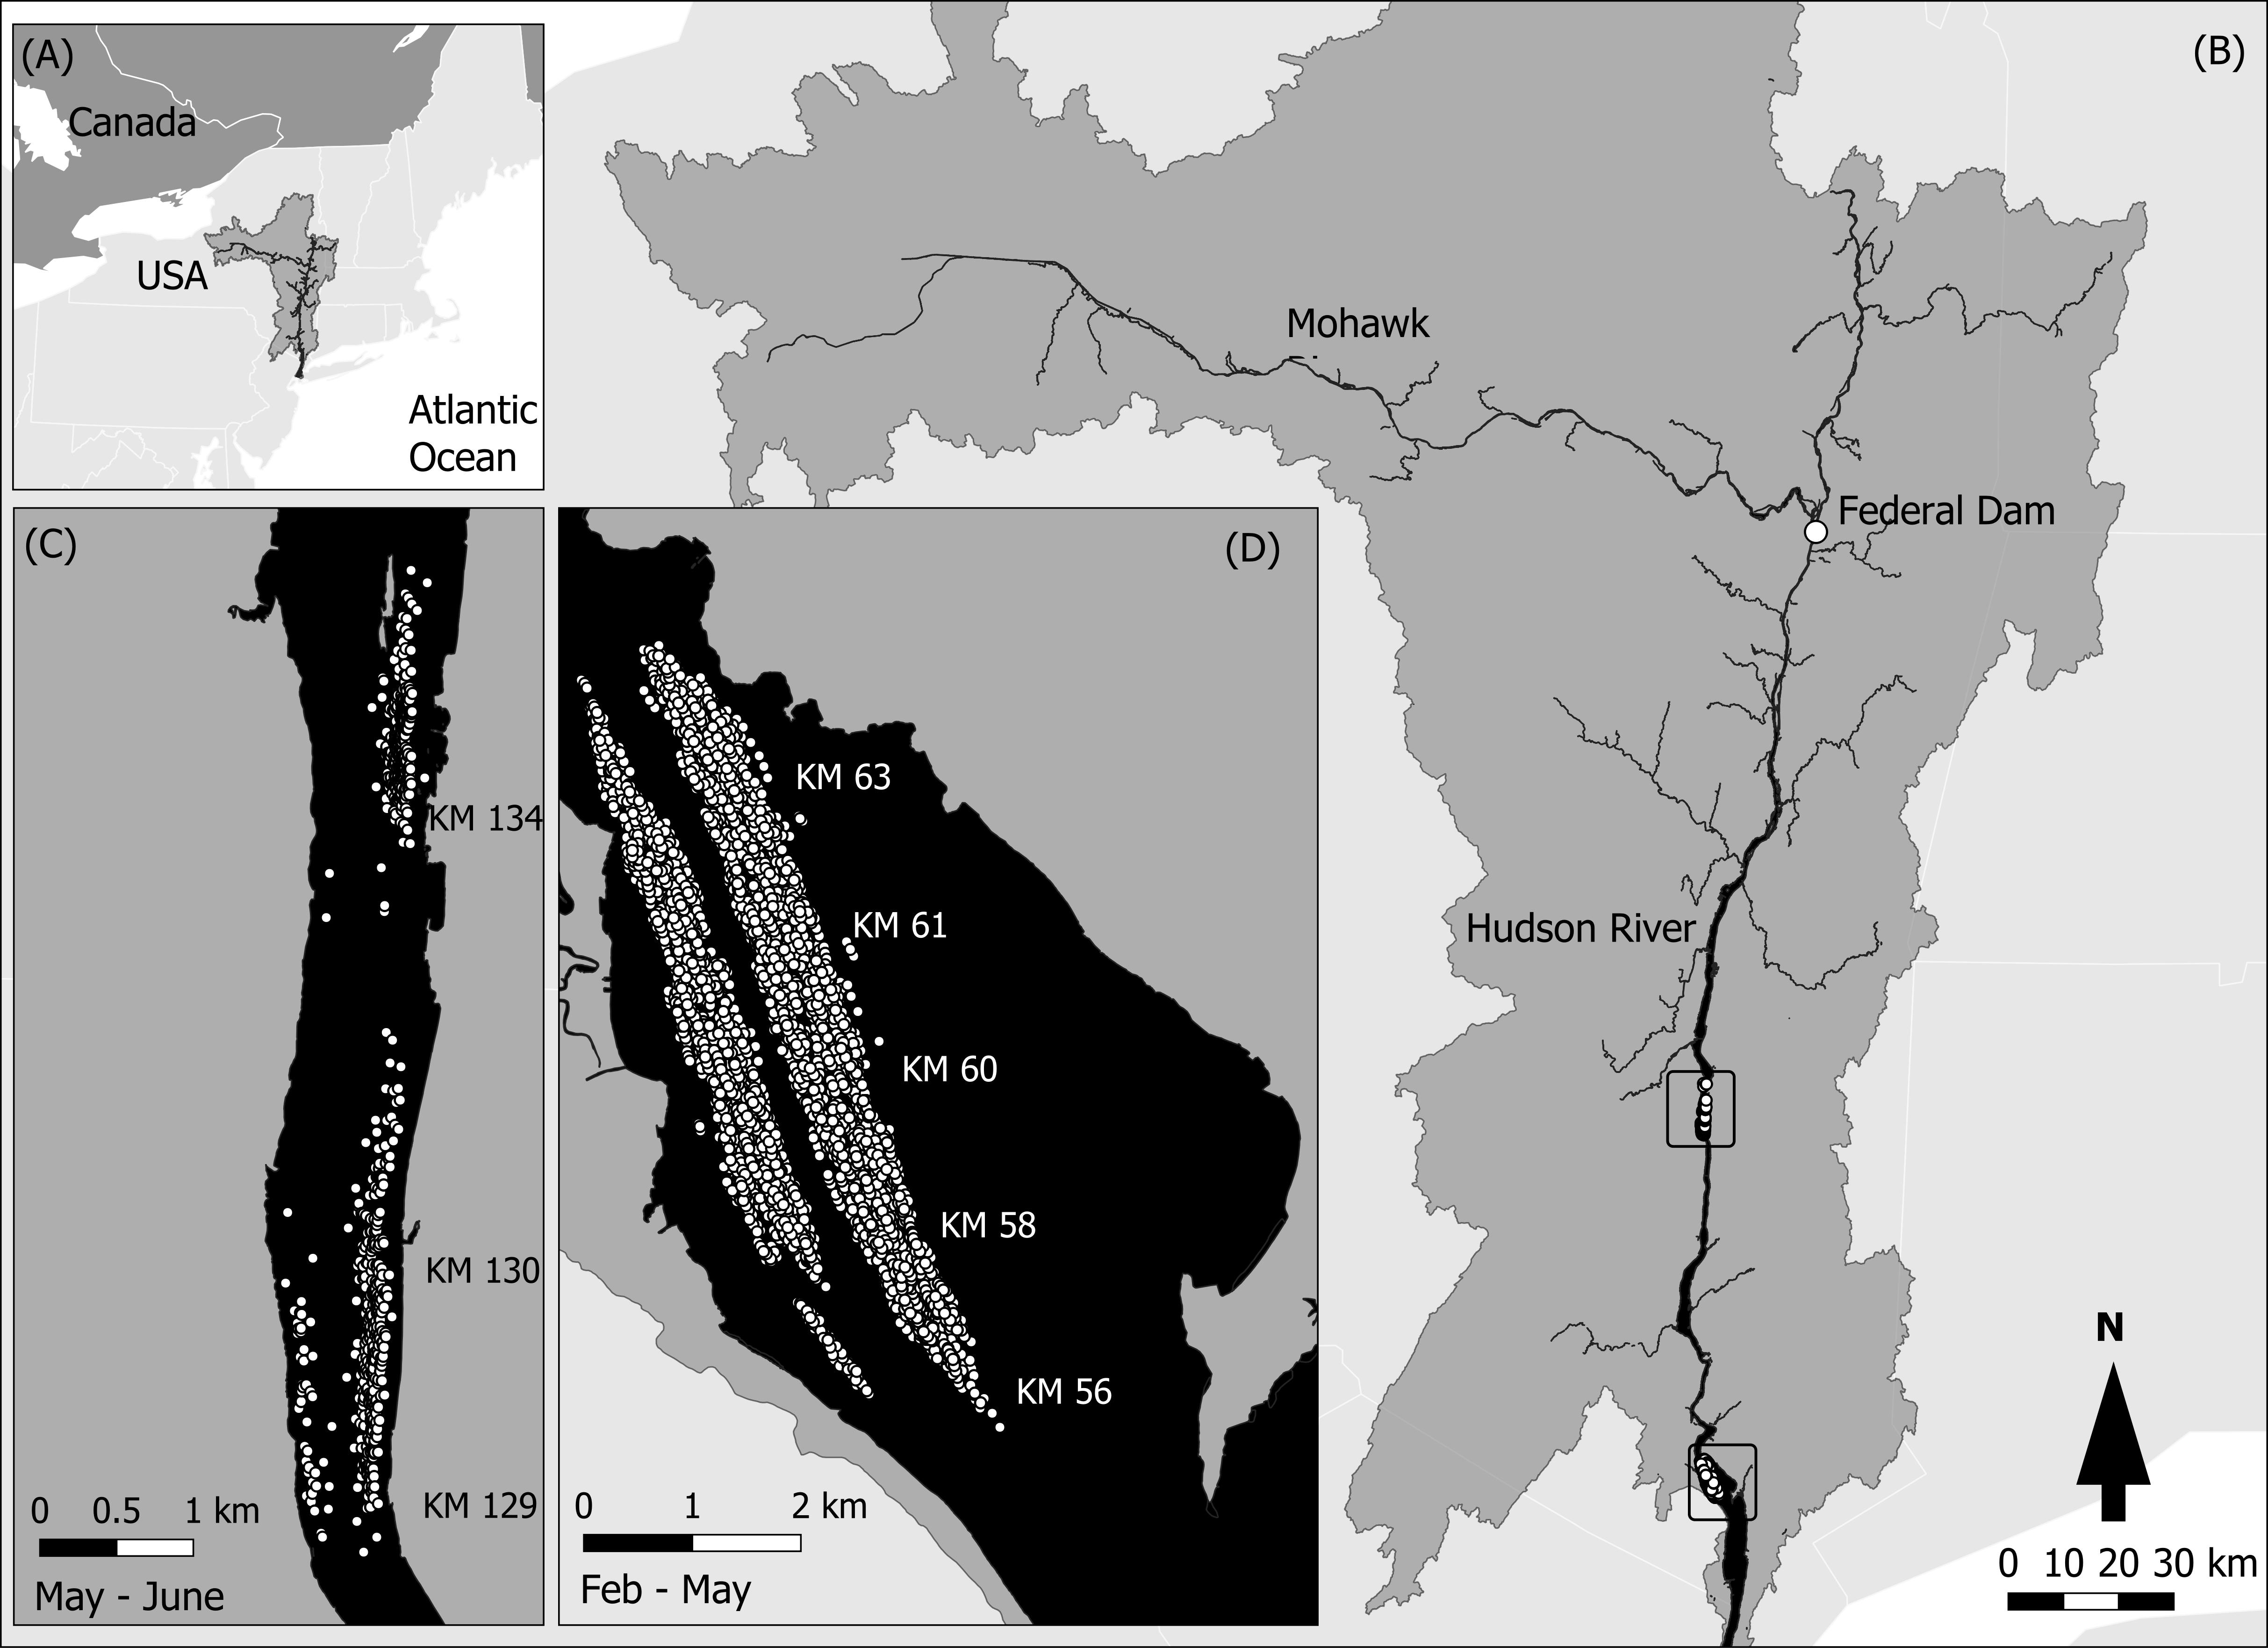 (A)
Canada
USA
Atlantic
Ocean
(B)
Mohawk
Federal Dam
Hudson River
N
0 10 20 30 km
(C)
KM 134
KM 130
KM 129
0 0.5 1 km
May - June
(D)
KM 63
KM 61
KM 60
KM 58
KM 56
0 1 2 km
Feb - May